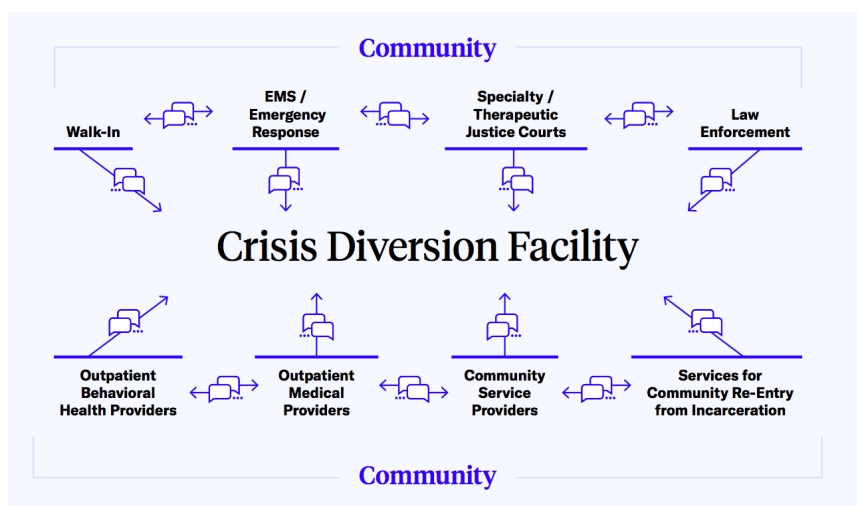 Community
Walk-In
EMS /
Emergency
Response
Specialty /
Therapeutic
Justice Courts
Law
Enforcement
Crisis Diversion Facility
Outpatient
Behavioral
Health Providers
Outpatient
Medical
Providers
Community
Service
Providers
Services for
Community Re-Entry
from Incarceration
Community